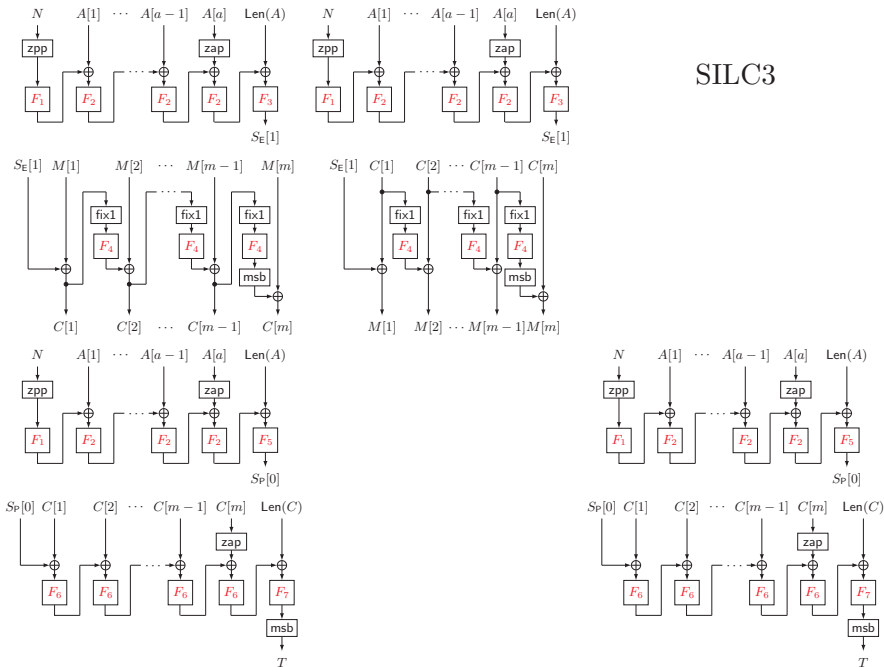 N A[1] ··· A[a − 1] A[a] Len(A) N A[1] ··· A[a − 1] A[a] Len(A)
zpp zap zpp zap
SILC3
··· ···
F1 F2 F2 F2 F3 F1 F2 F2 F2 F3
SE[1] SE[1]
SE[1] M[1] M[2] ··· M[m − 1] M[m] SE[1] C[1] C[2] ··· C[m − 1] C[m]
··· ···
fix1 fix1 fix1 fix1 fix1 fix1
F4 F4 F4 F4 F4 F4
msb msb
C[1] C[2] ··· C[m − 1] C[m] M[1] M[2] ··· M[m − 1] M[m]
N A[1] ··· A[a − 1] A[a] Len(A) N A[1] ··· A[a − 1] A[a] Len(A)
zpp zap zpp zap
··· ···
F1 F2 F2 F2 F5 F1 F2 F2 F2 F5
SP[0] SP[0]
SP[0] C[1] C[2] ··· C[m − 1] C[m] Len(C) SP[0] C[1] C[2] ··· C[m − 1] C[m] Len(C)
zap zap
··· ···
F6 F6 F6 F6 F7 F6 F6 F6 F6 F7
msb msb
T T